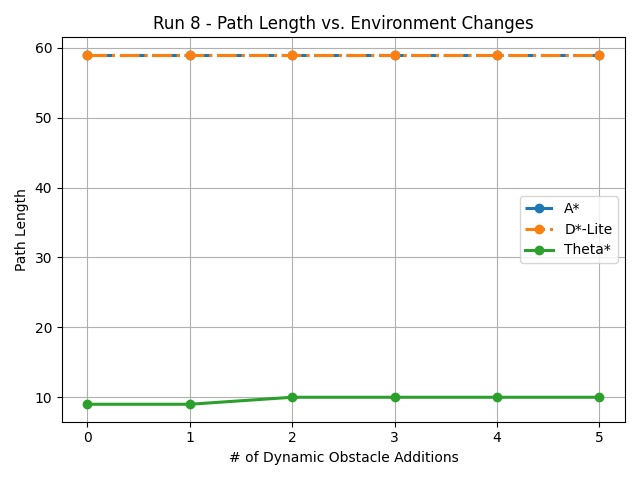 Run 8 - Path Length vs. Environment Changes
60
50
40
30
20
10
Path Length
A*
D*-Lite
Theta*
0 1 2 3 4 5
# of Dynamic Obstacle Additions